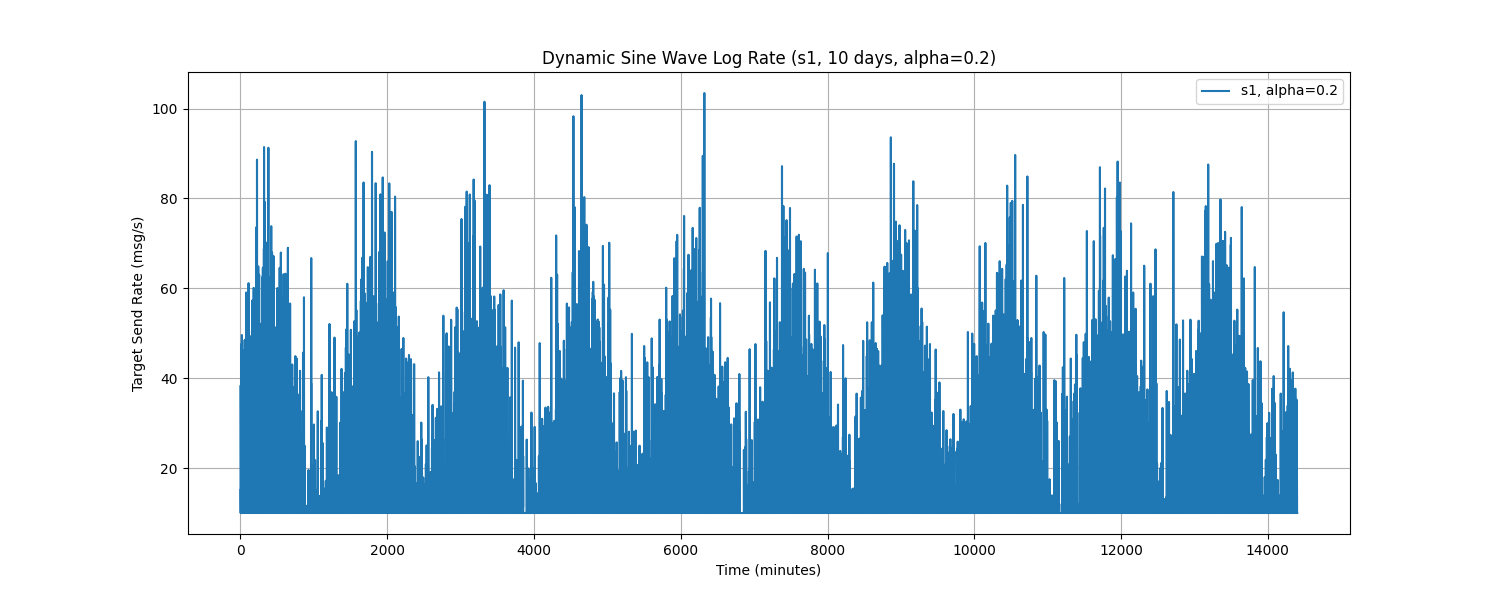 Dynamic Sine Wave Log Rate (s1, 10 days, alpha=0.2)
s1, alpha=0.2
Target Send Rate (msg/s)
100
80
60
40
20
0 2000 4000 6000 8000 10000 12000 14000
Time (minutes)